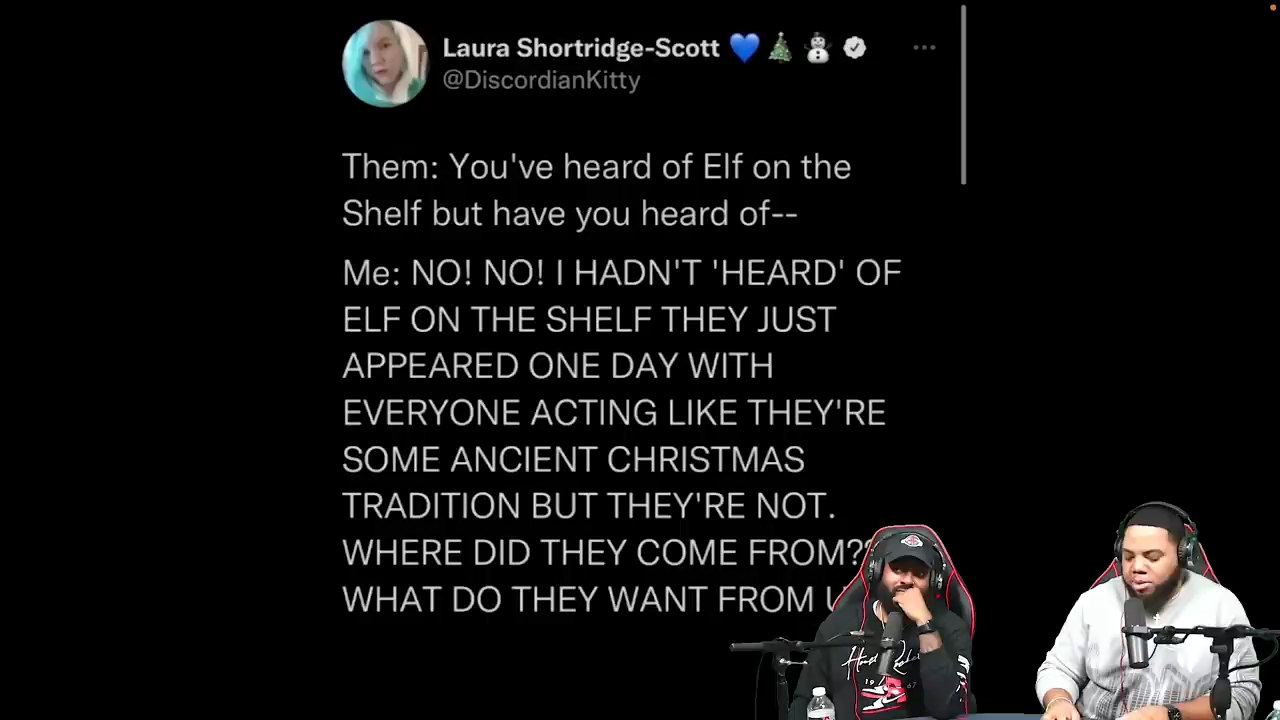 Laura Shortridge-Scott 💙🎄⛄
@DiscordianKitty
Them: You've heard of Elf on the
Shelf but have you heard of--
Me: NO! NO! I HADN'T 'HEARD' OF
ELF ON THE SHELF THEY JUST
APPEARED ONE DAY WITH
EVERYONE ACTING LIKE THEY'RE
SOME ANCIENT CHRISTMAS
TRADITION BUT THEY'RE NOT.
WHERE DID THEY COME FROM??
WHAT DO THEY WANT FROM